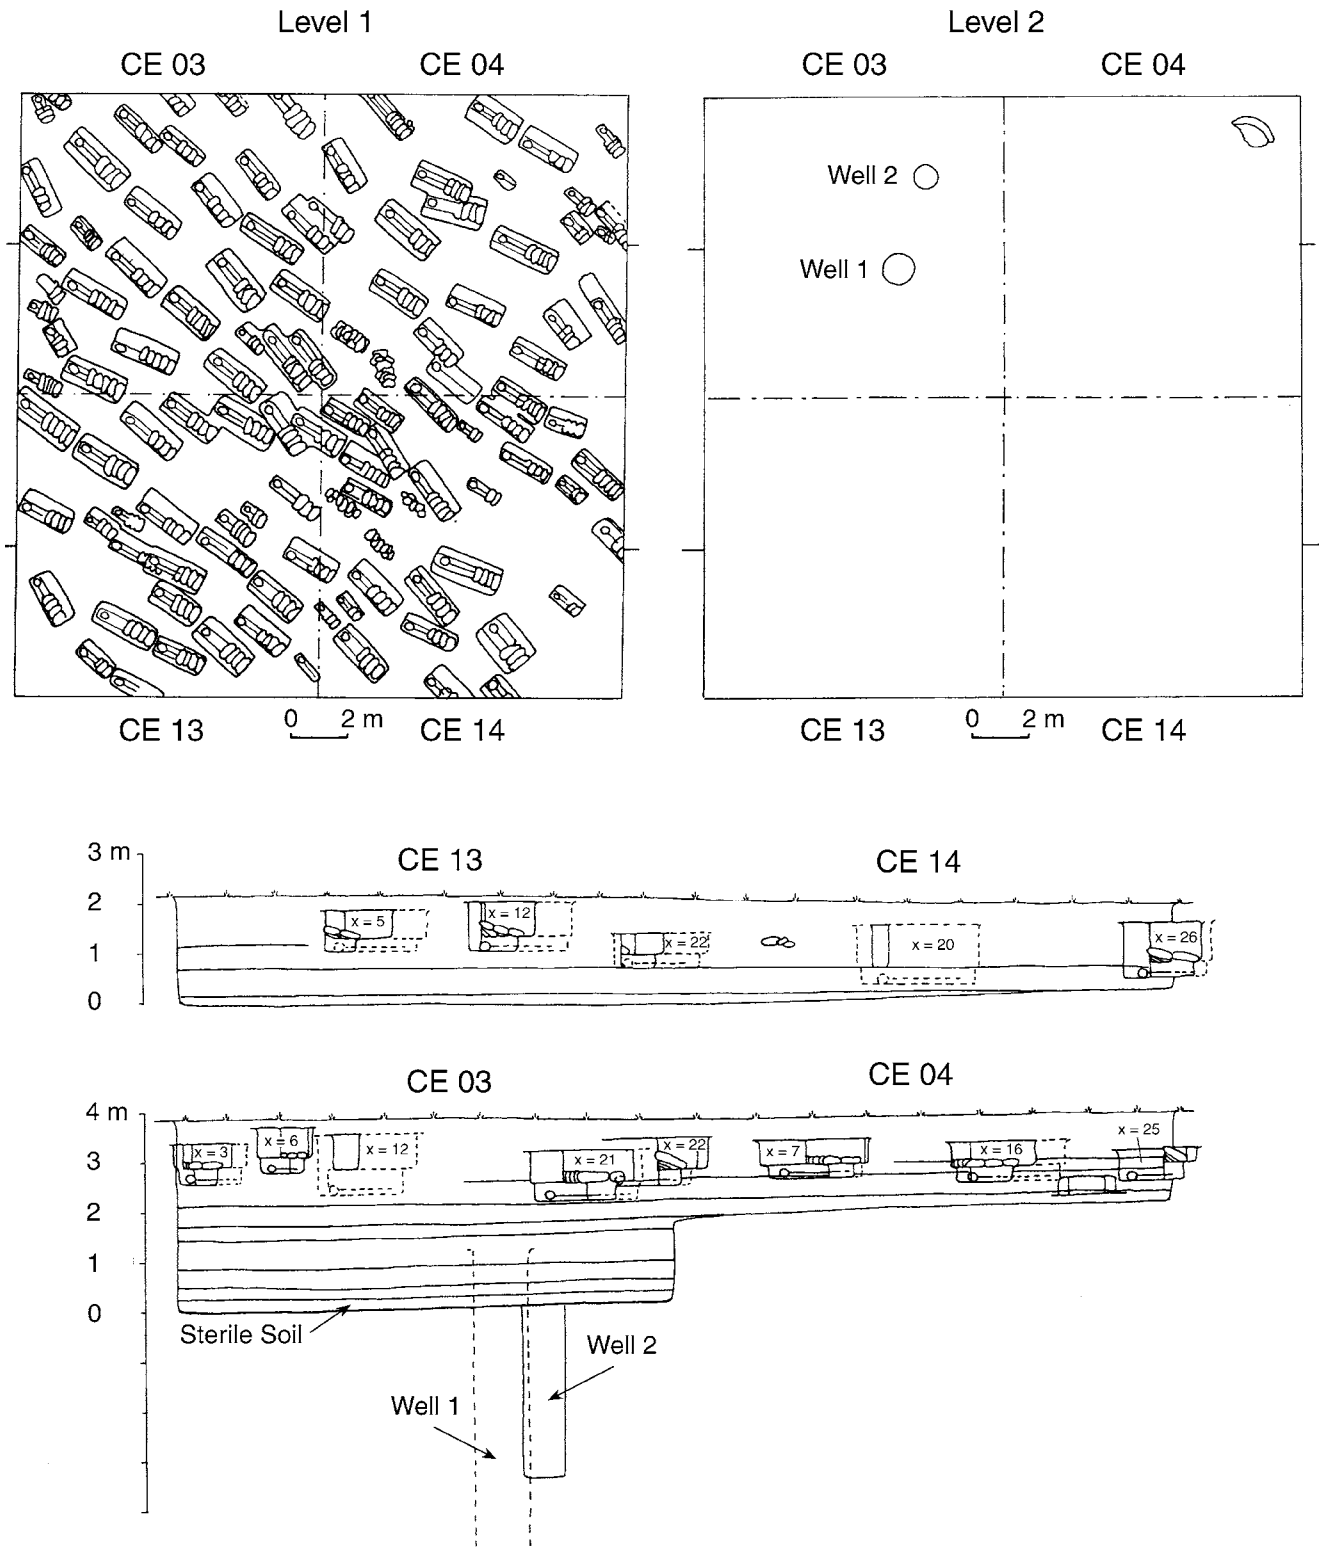 Level 1
Level 2
CE 03
CE 04
CE 03
CE 04
Well 2
Well 1
CE 13
0
2 m
CE 14
CE 13
0
2 m
CE 14
3 m
CE 13
CE 14
2
x = 5
x = 12
x = 22
x = 20
x = 26
1
0
CE 03
CE 04
4 m
x = 3
x = 6
x = 12
x = 21
x = 22
x = 7
x = 16
x = 25
3
2
1
0
Sterile Soil
Well 2
Well 1